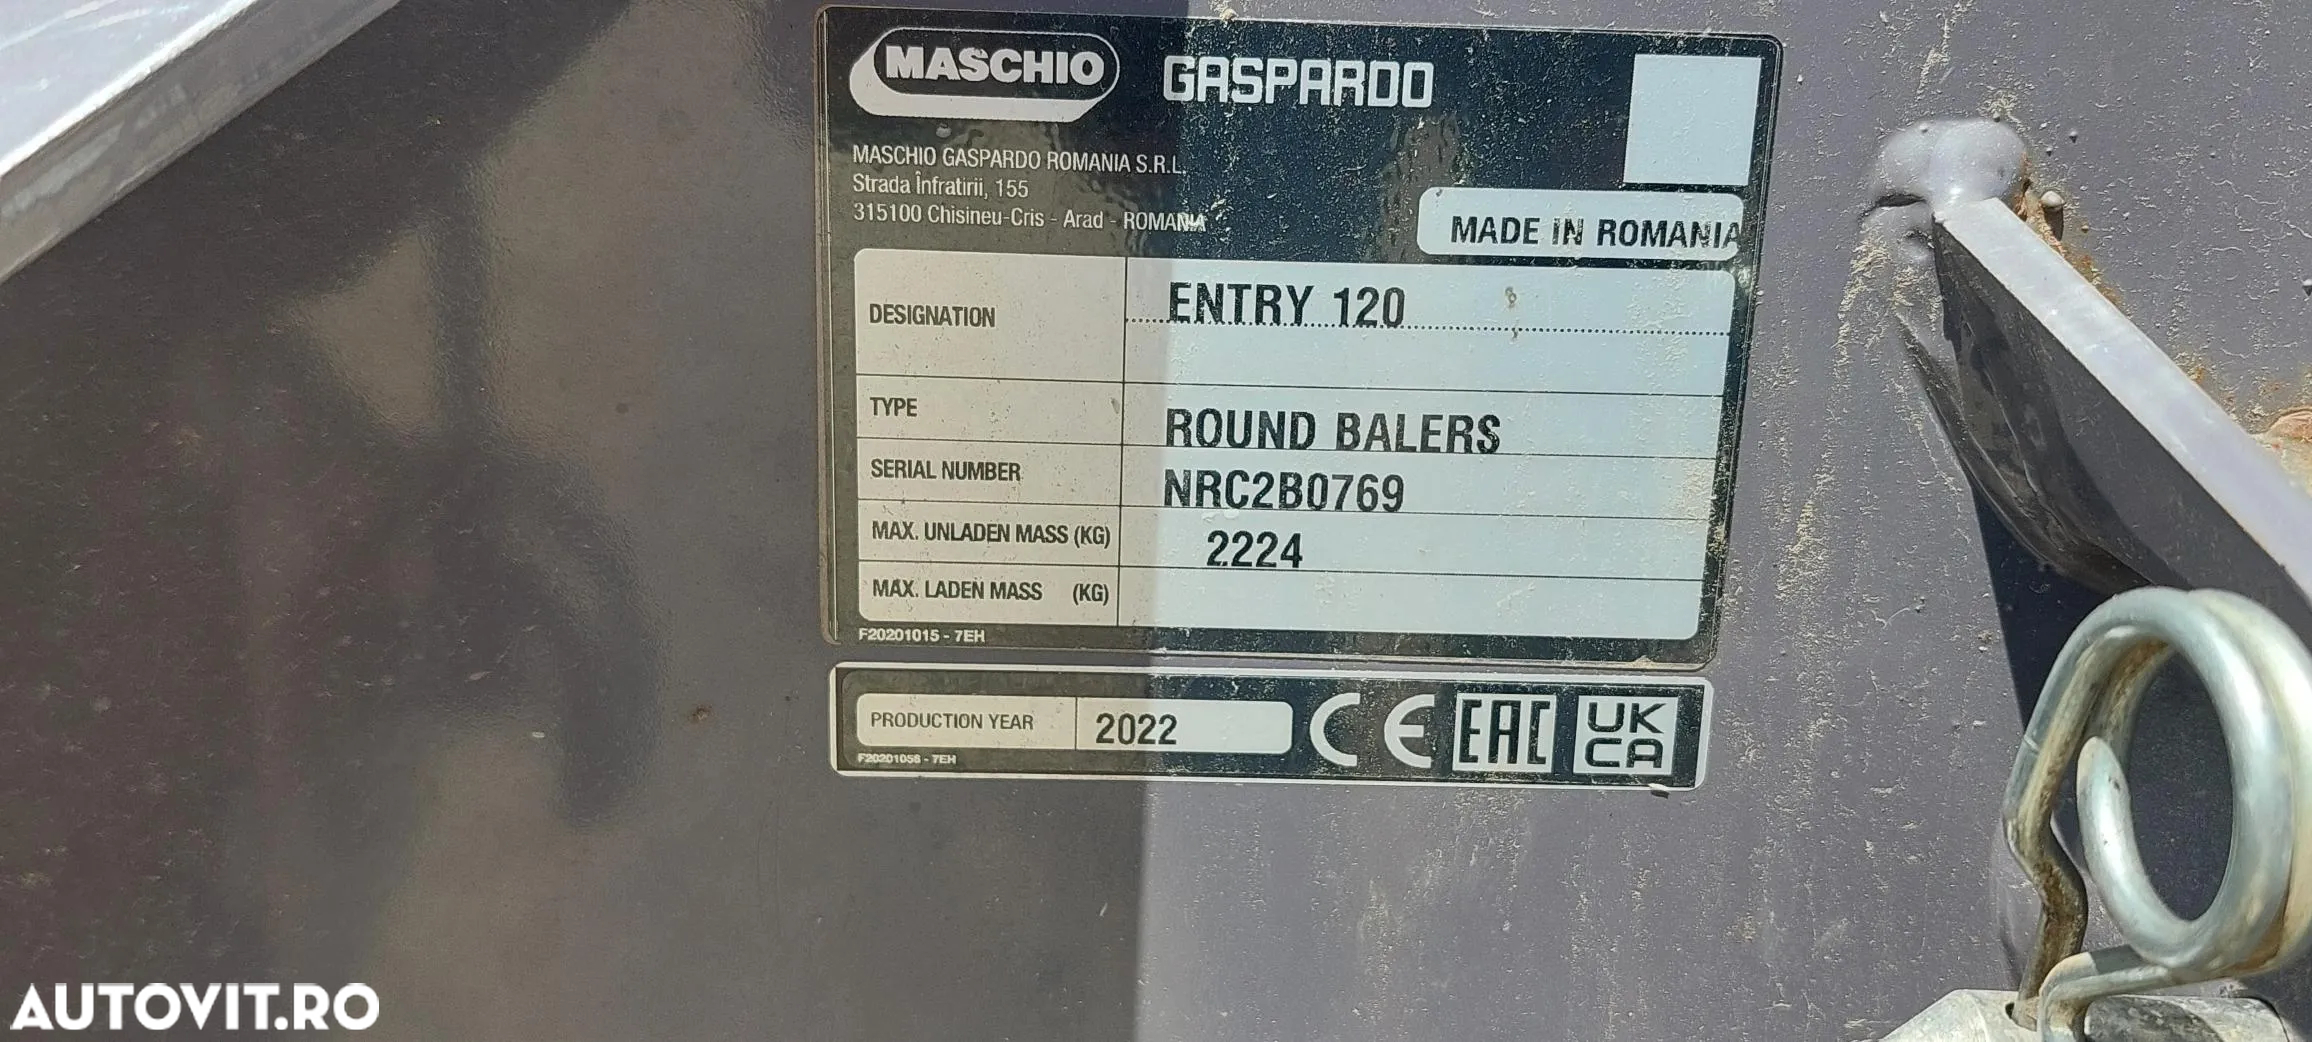 MASCHIO GASPARDO
MASCHIO GASPARDO ROMANIA S.R.L.
Strada Înfratirii, 155
315100 Chisineu-Cris - Arad - ROMANIA
MADE IN ROMANIA
DESIGNATION ENTRY 120
TYPE ROUND BALERS
SERIAL NUMBER NRC2B0769
MAX. UNLADEN MASS (KG) 2224
MAX. LADEN MASS (KG)
F20201015 - 7EH
PRODUCTION YEAR 2022 CE EAC UK
CA
F20201056 - 7EH
AUTOVIT.RO